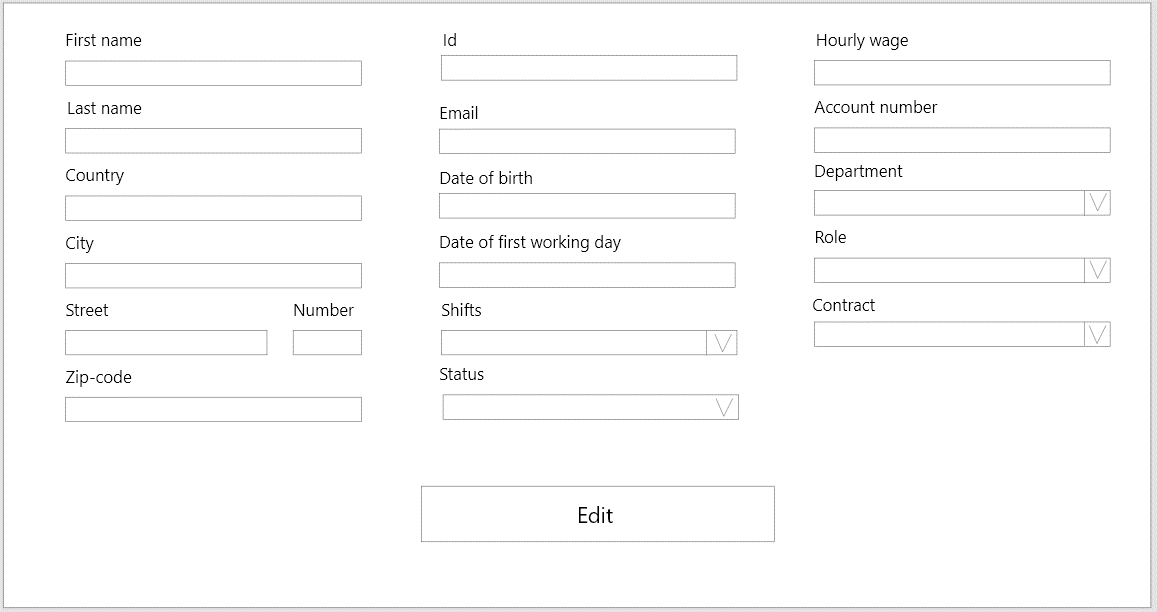 First name
Last name
Country
City
Street
Number
Zip-code
Id
Email
Date of birth
Date of first working day
Shifts
Status
Hourly wage
Account number
Department
Role
Contract
Edit